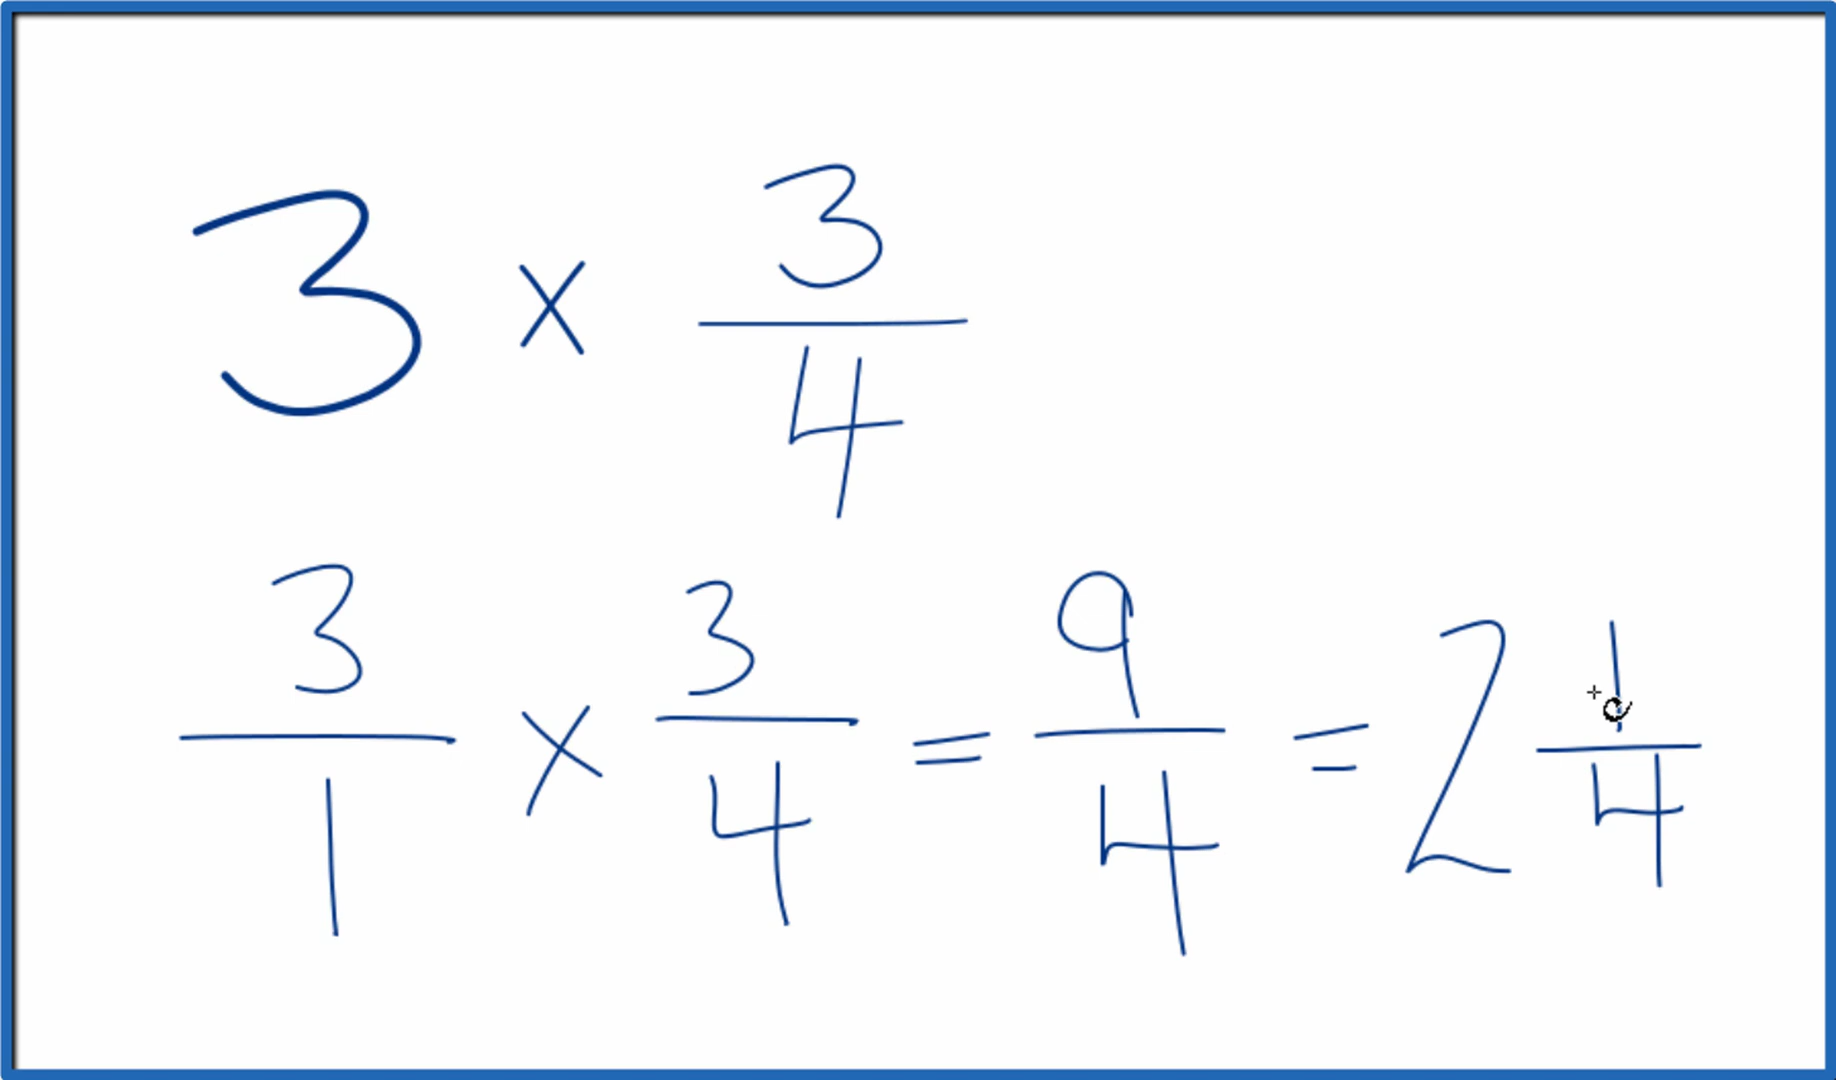 3 × 3/4
3/1 × 3/4 = 9/4 = 2 1/4